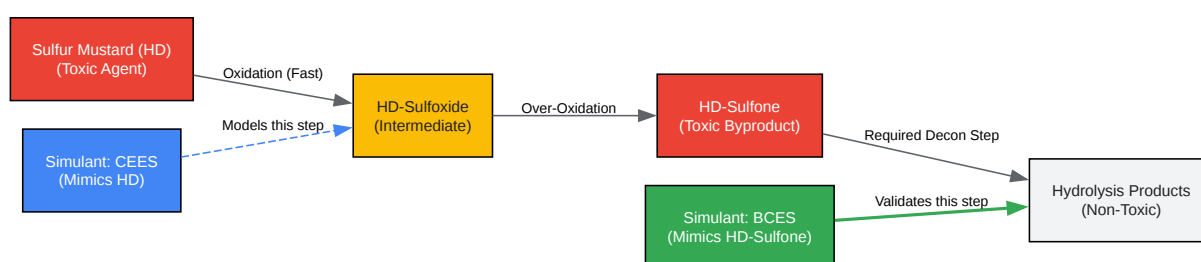 Sulfur Mustard (HD)
(Toxic Agent)
Oxidation (Fast)
HD-Sulfoxide
(Intermediate)
Over-Oxidation
HD-Sulfone
(Toxic Byproduct)
Required Decon Step
Simulant: CEES
(Mimics HD)
Models this step
Simulant: BCES
(Mimics HD-Sulfone)
Validates this step
Hydrolysis Products
(Non-Toxic)